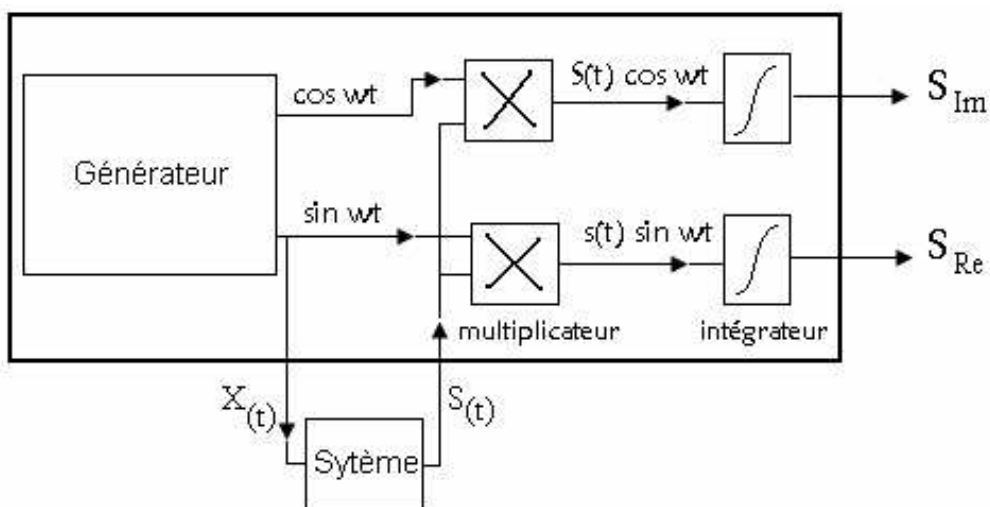 cos wt
S(t) cos wt
S Im
Générateur
sin wt
s(t) sin wt
S Re
multiplicateur
intégrateur
X(t)
S(t)
Sytème